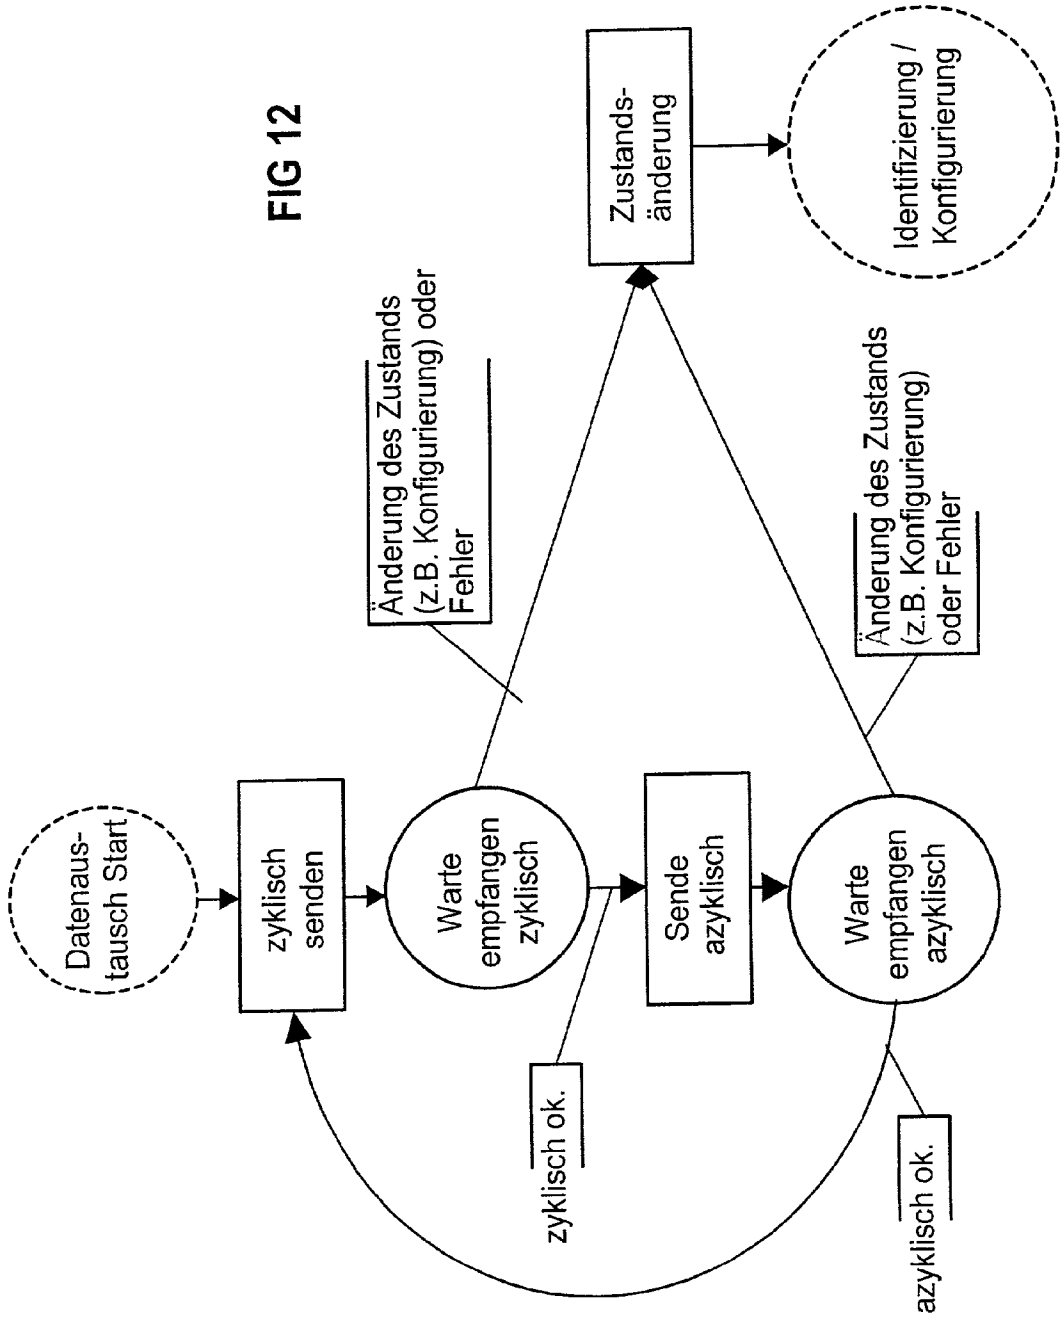 FIG 12
Datenaus-
tausch Start
zyklisch
senden
Warte
empfangen
zyklisch
Änderung des Zustands
(z.B. Konfigurierung) oder
Fehler
zyklisch ok.
Sende
azyklisch
Warte
empfangen
azyklisch
Änderung des Zustands
(z.B. Konfigurierung)
oder Fehler
azyklisch ok.
Zustands-
änderung
Identifizierung /
Konfigurierung